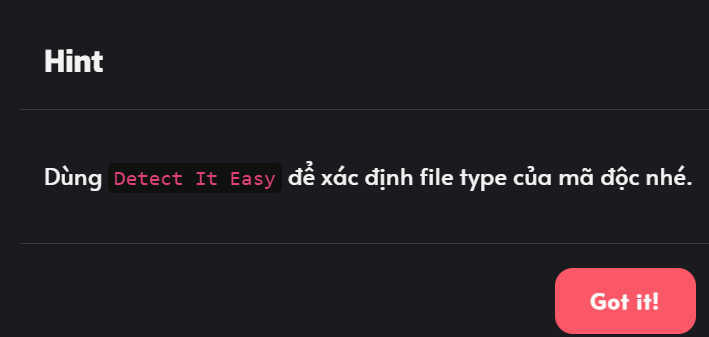 Hint
Dùng Detect It Easy để xác định file type của mã độc nhé.
Got it!